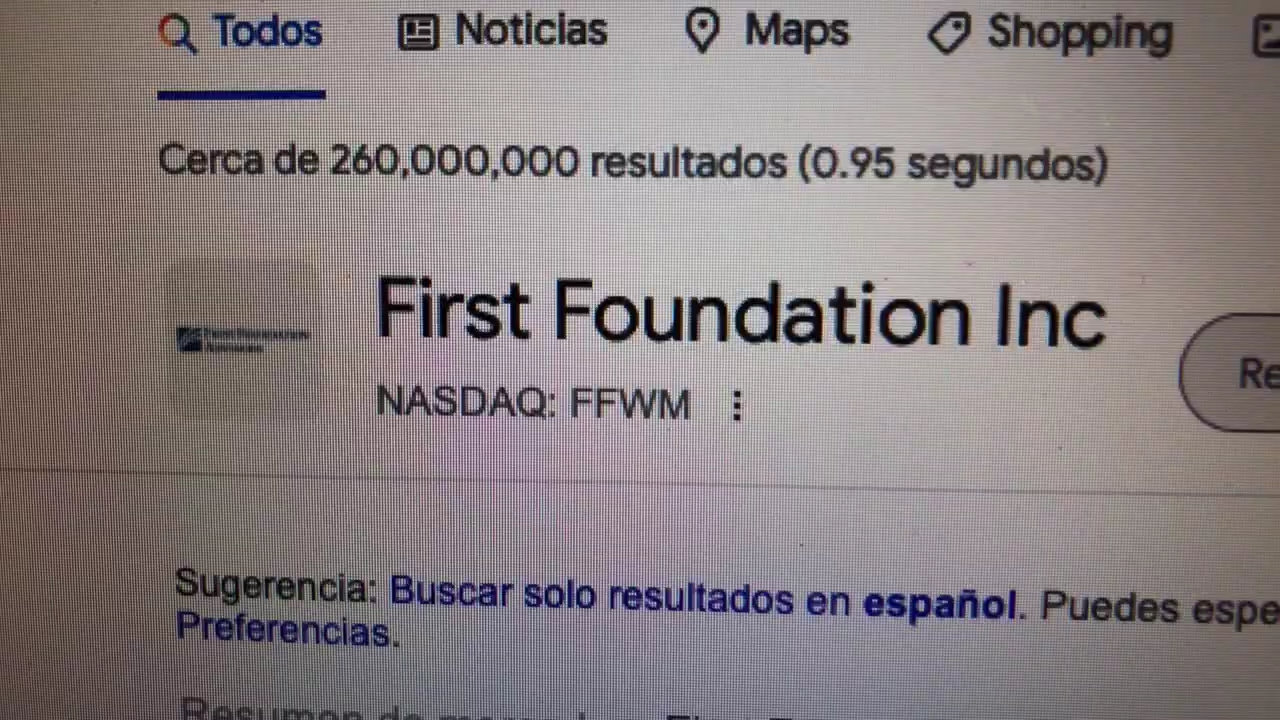 Todos Noticias Maps Shopping
Cerca de 260,000,000 resultados (0.95 segundos)
First Foundation Inc
NASDAQ: FFWM
Sugerencia: Buscar solo resultados en español. Puedes espe
Preferencias.